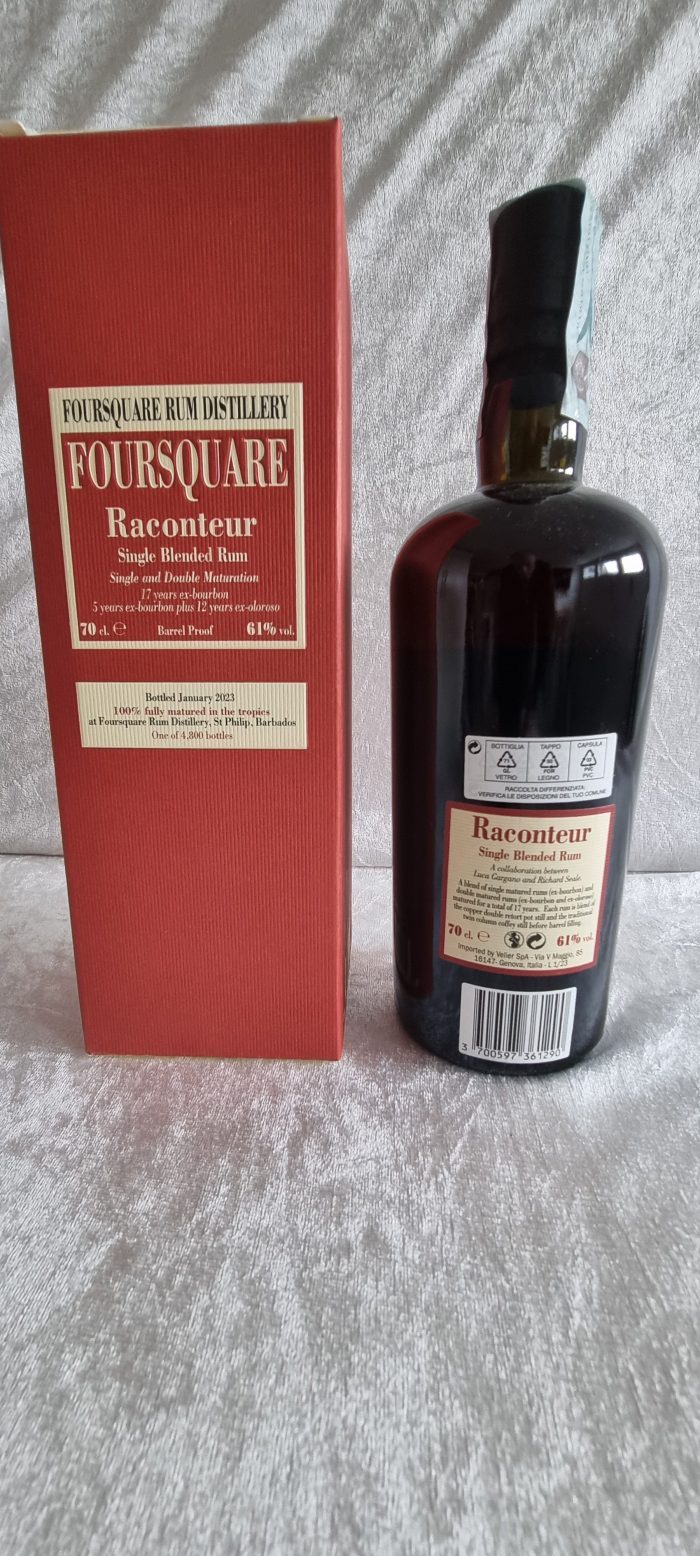 FOURSQUARE RUM DISTILLERY
FOURSQUARE
Raconteur
Single Blended Rum
Single and Double Maturation
17 years ex-bourbon
5 years ex-bourbon plus 12 years ex-oloroso
70 cl. ℮ Barrel Proof 61% vol.
Bottled January 2023
100% fully matured in the tropics
at Foursquare Rum Distillery, St Philip, Barbados
One of 4,800 bottles
BOTTIGLIA TAPPO CAPSULA
71 FOR
GL
VETRO LEGNO PVC
PVC
RACCOLTA DIFFERENZIATA:
VERIFICA LE DISPOSIZIONI DEL TUO COMUNE
Raconteur
Single Blended Rum
A collaboration between
Luca Gargano and Richard Seale.
A blend of single matured rums (ex-bourbon) and
double matured rums (ex-bourbon and ex-oloroso)
matured for a total of 17 years. Each rum is blend of
the copper double retort pot still and the traditional
twin column coffey still before barrel filling.
70 cl. ℮ 61% vol.
Imported by Velier SpA - Via V Maggio, 85
16147- Genova, Italia - L 1/23
3 700597 361290